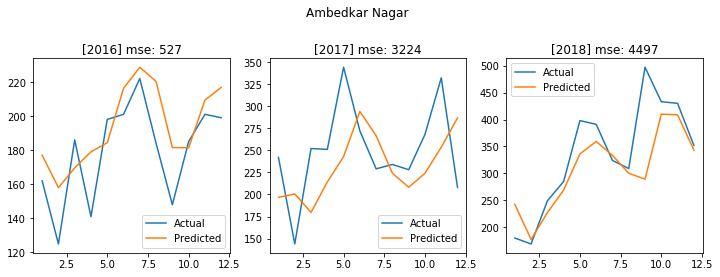 Ambedkar Nagar
[2016] mse: 527
220
200
180
160
140
120
2.5 5.0 7.5 10.0 12.5
Actual
Predicted
[2017] mse: 3224
350
325
300
275
250
225
200
175
150
2.5 5.0 7.5 10.0 12.5
Actual
Predicted
[2018] mse: 4497
500
450
400
350
300
250
200
2.5 5.0 7.5 10.0 12.5
Actual
Predicted